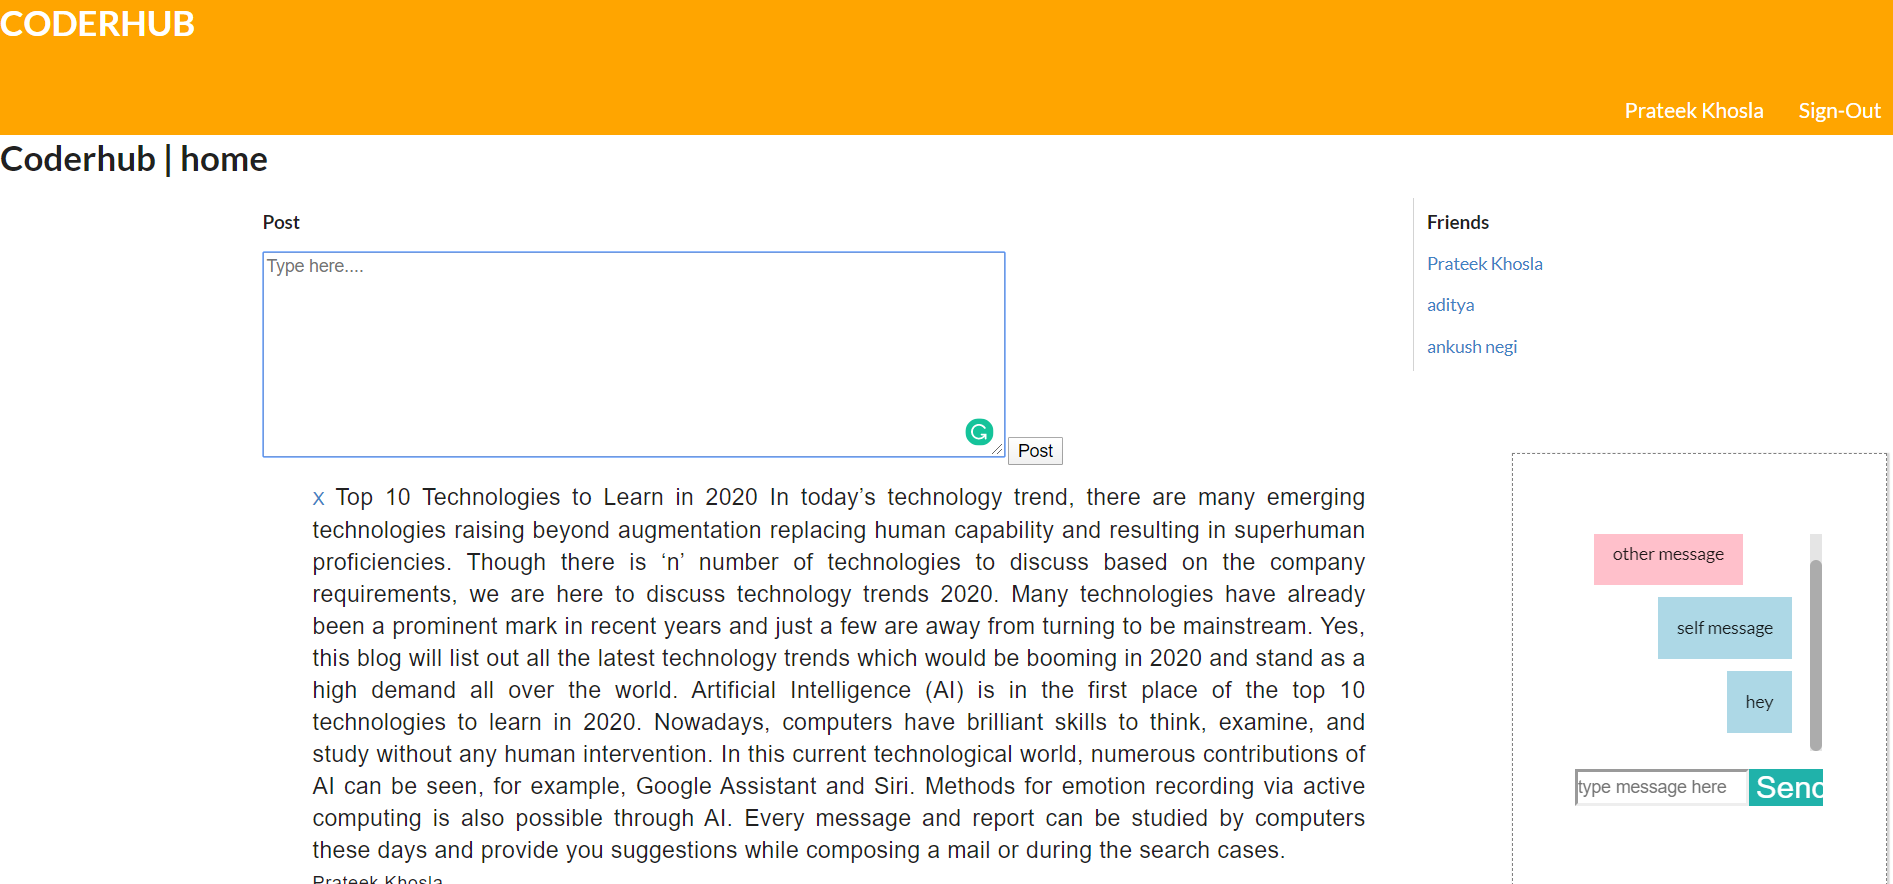 CODERHUB
Prateek Khosla Sign-Out
Coderhub | home
Post
Type here....
Post
x Top 10 Technologies to Learn in 2020 In today’s technology trend, there are many emerging
technologies raising beyond augmentation replacing human capability and resulting in superhuman
proficiencies. Though there is ‘n’ number of technologies to discuss based on the company
requirements, we are here to discuss technology trends 2020. Many technologies have already
been a prominent mark in recent years and just a few are away from turning to be mainstream. Yes,
this blog will list out all the latest technology trends which would be booming in 2020 and stand as a
high demand all over the world. Artificial Intelligence (AI) is in the first place of the top 10
technologies to learn in 2020. Nowadays, computers have brilliant skills to think, examine, and
study without any human intervention. In this current technological world, numerous contributions of
AI can be seen, for example, Google Assistant and Siri. Methods for emotion recording via active
computing is also possible through AI. Every message and report can be studied by computers
these days and provide you suggestions while composing a mail or during the search cases.
Prateek Khosla
Friends
Prateek Khosla
aditya
ankush negi
other message
self message
hey
type message here
Send